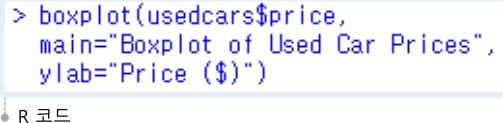 > boxplot(usedcars$price,
main="Boxplot of Used Car Prices",
ylab="Price ($)")
R 코드